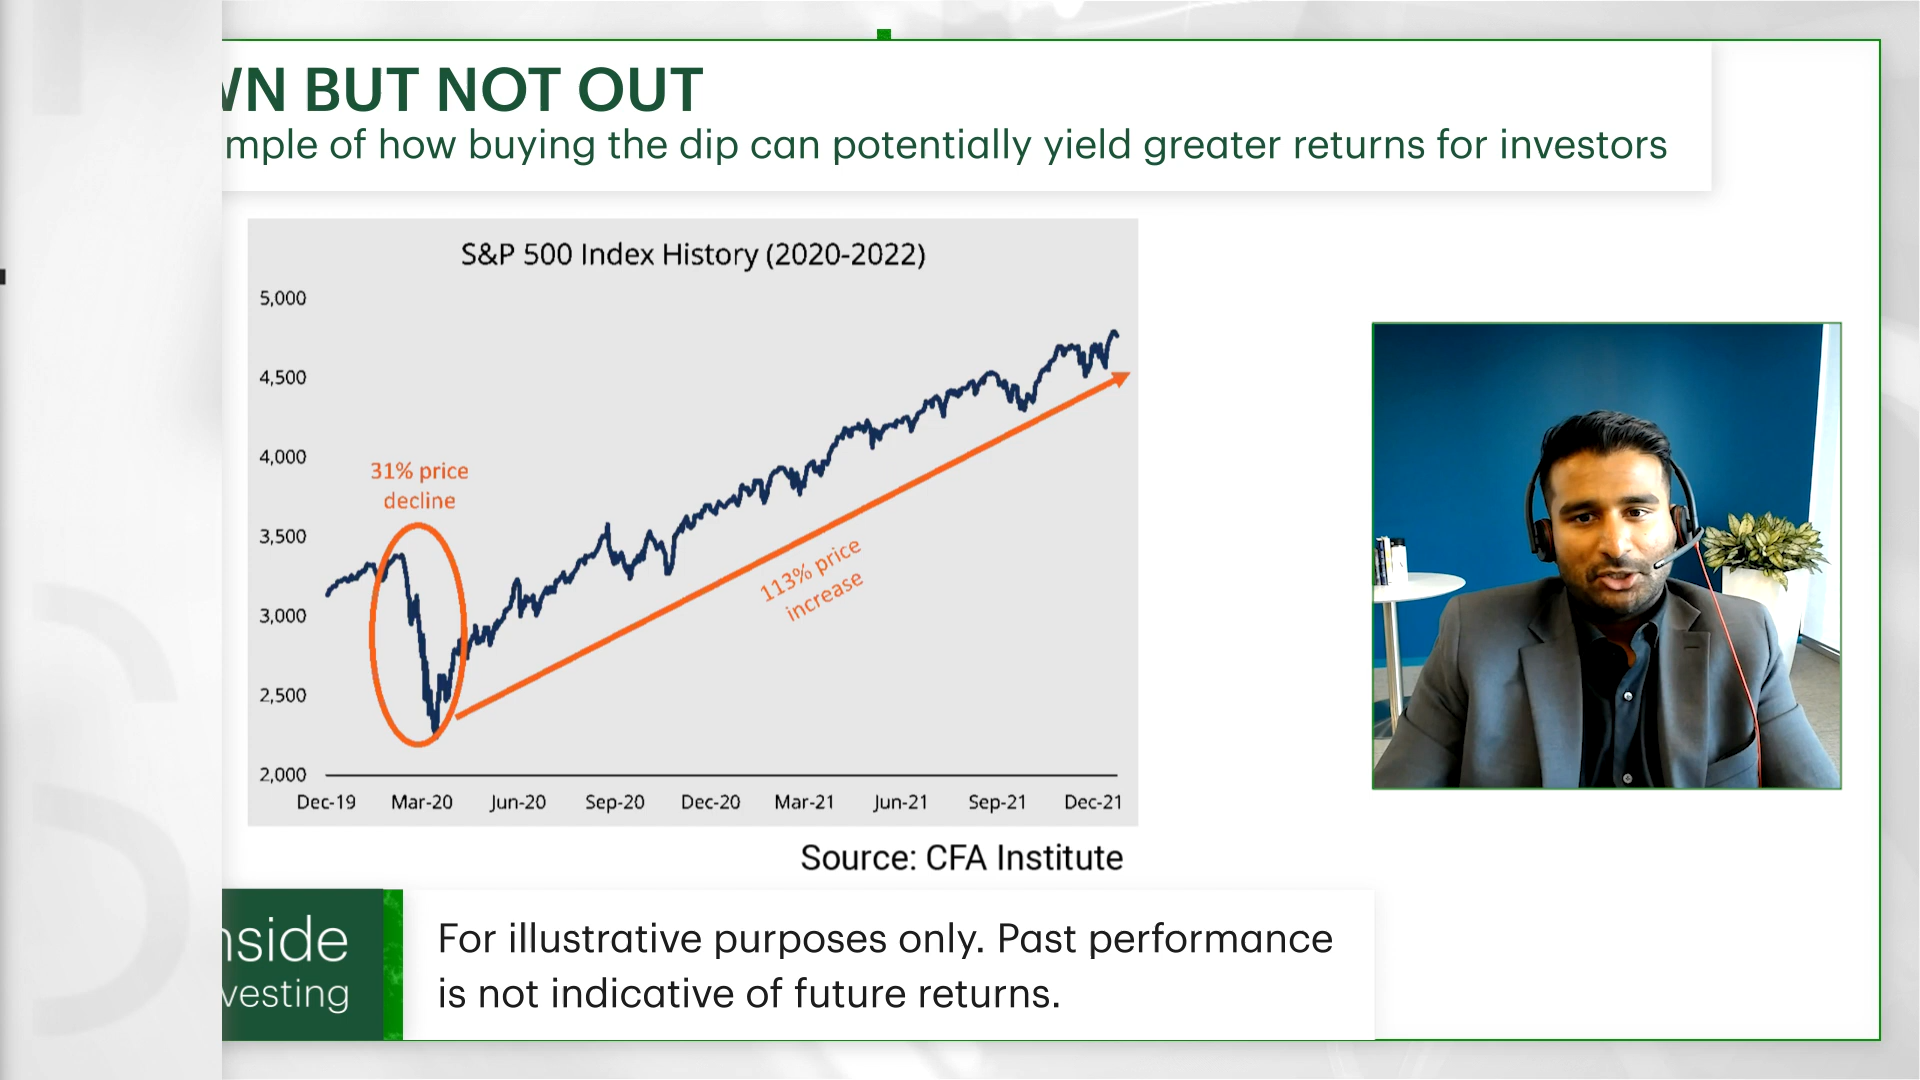 WN BUT NOT OUT
mple of how buying the dip can potentially yield greater returns for investors
S&P 500 Index History (2020-2022)
5,000
4,500
4,000
3,500
3,000
2,500
2,000
31% price
decline
113% price
increase
Dec-19 Mar-20 Jun-20 Sep-20 Dec-20 Mar-21 Jun-21 Sep-21 Dec-21
Source: CFA Institute
nside
vesting
For illustrative purposes only. Past performance
is not indicative of future returns.